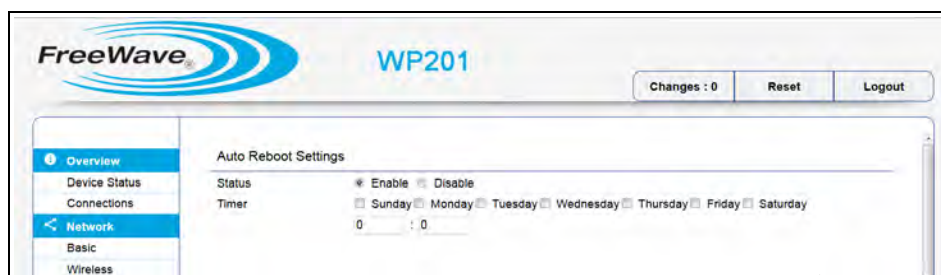 FreeWave®
WP201
Changes : 0 Reset Logout
Overview
Device Status
Connections
Network
Basic
Wireless
Auto Reboot Settings
Status Enable Disable
Timer Sunday Monday Tuesday Wednesday Thursday Friday Saturday
0 : 0